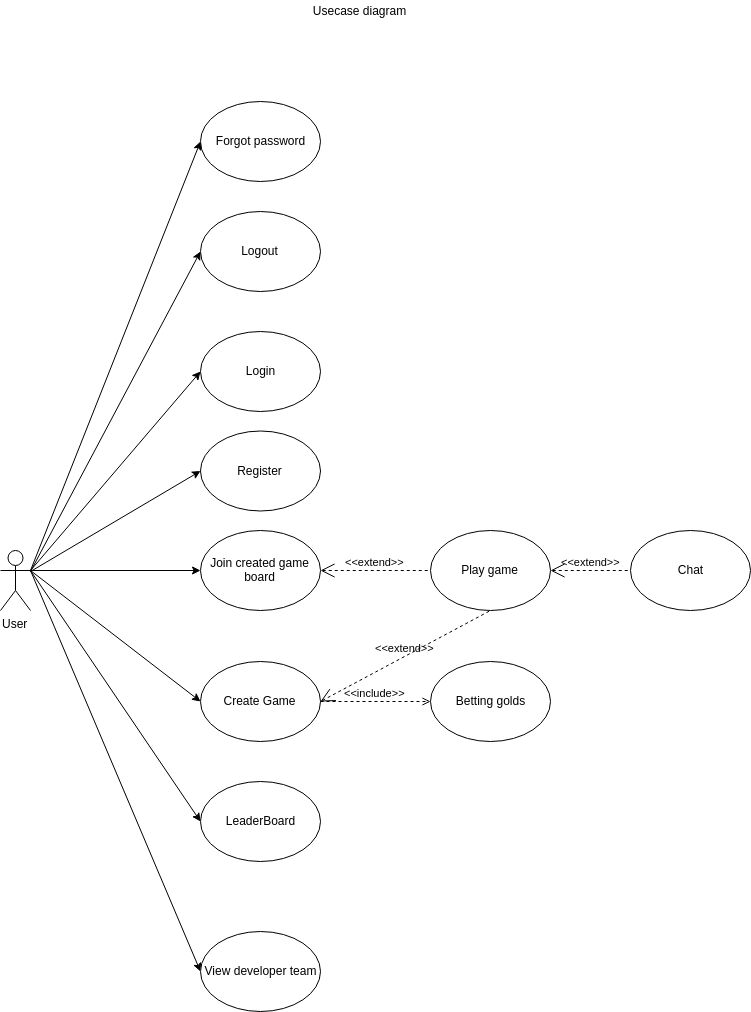 Usecase diagram
Forgot password
Logout
Login
Register
Join created game
board
<<extend>>
Play game
<<extend>>
Chat
User
<<extend>>
Create Game
<<include>>
Betting golds
LeaderBoard
View developer team